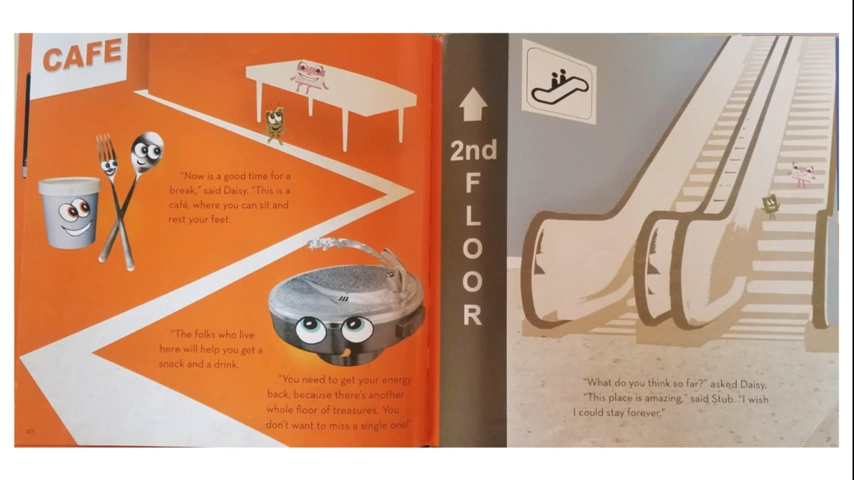 CAFE
"Now is a good time for a
break," said Daisy. "This is a
café, where you can sit and
rest your feet.
"The folks who live
here will help you get a
snack and a drink.
"You need to get your energy
back, because there's another
whole floor of treasures. You
don't want to miss a single one!"
2nd
FLOOR
"What do you think so far?" asked Daisy.
"This place is amazing," said Stub. "I wish
I could stay forever."